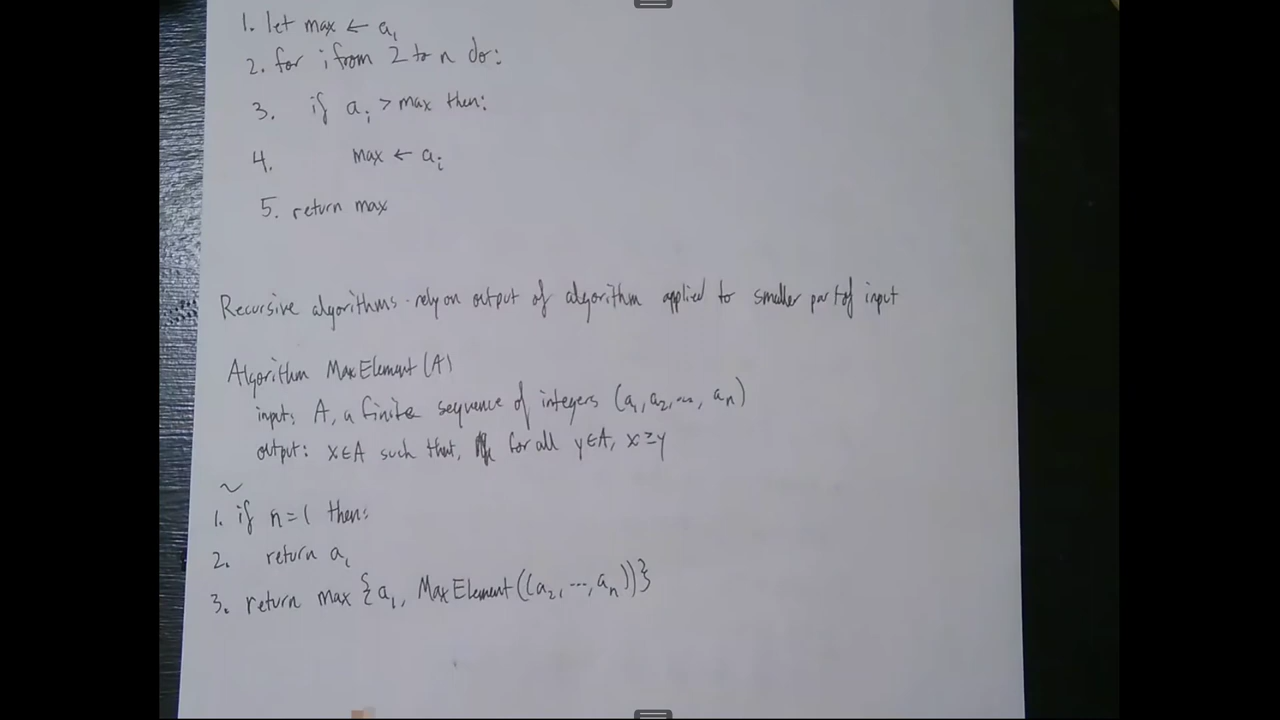 1. let max ← a₁
2. for i from 2 to n do:
3. if aᵢ > max then:
4. max ← aᵢ
5. return max
Recursive algorithms - rely on output of algorithm applied to smaller part of input
Algorithm MaxElement (A)
input: A, a finite sequence of integers (a₁, a₂, ..., aₙ)
output: x∈A such that, for all y∈A, x≥y
~
1. if n=1 then:
2. return a₁
3. return max {a₁, MaxElement((a₂, ..., aₙ))}